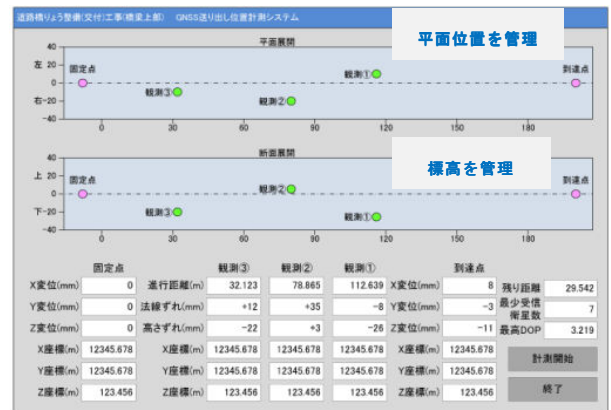 道路橋りょう整備(交付)工事(橋梁上部) GNSS送り出し位置計測システム
平面展開
平面位置を管理
40
左 20
0
右-20
-40
固定点
観測③
観測②
観測①
到達点
0 30 60 90 120 150 180
断面展開
標高を管理
40
上 20
0
下-20
-40
固定点
観測③
観測②
観測①
到達点
0 30 60 90 120 150 180
固定点 観測③ 観測② 観測① 到達点
X変位(mm) 0 進行距離(m) 32.123 78.865 112.639 X変位(mm) 8 残り距離 29.542
Y変位(mm) 0 法線ずれ(mm) +12 +35 -8 Y変位(mm) -3 最少受信衛星数 7
Z変位(mm) 0 高さずれ(mm) -22 +3 -26 Z変位(mm) -11 最高DOP 3.219
X座標(m) 12345.678 X座標(m) 12345.678 12345.678 12345.678 X座標(m) 12345.678
Y座標(m) 12345.678 Y座標(m) 12345.678 12345.678 12345.678 Y座標(m) 12345.678
Z座標(m) 123.456 Z座標(m) 123.456 123.456 123.456 Z座標(m) 123.456
計測開始
終了